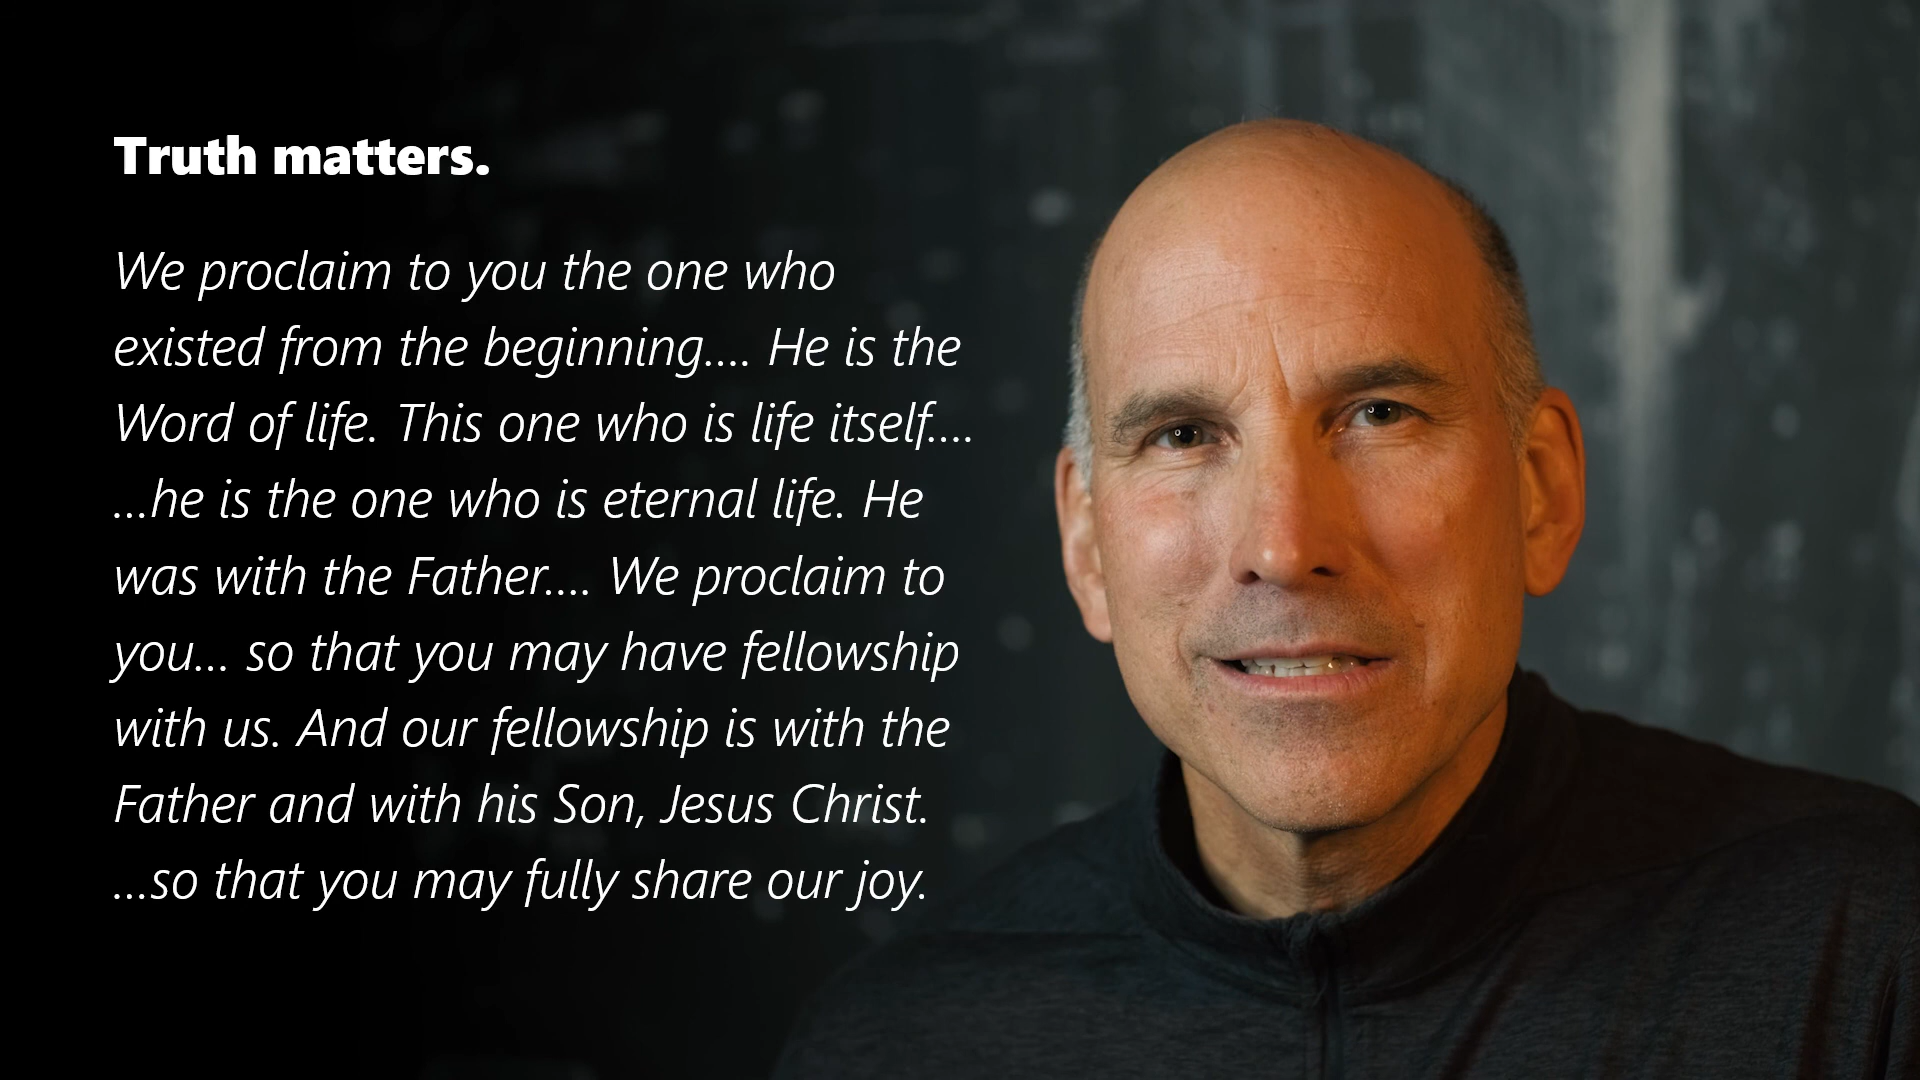 Truth matters.
We proclaim to you the one who
existed from the beginning.... He is the
Word of life. This one who is life itself....
...he is the one who is eternal life. He
was with the Father.... We proclaim to
you... so that you may have fellowship
with us. And our fellowship is with the
Father and with his Son, Jesus Christ.
...so that you may fully share our joy.